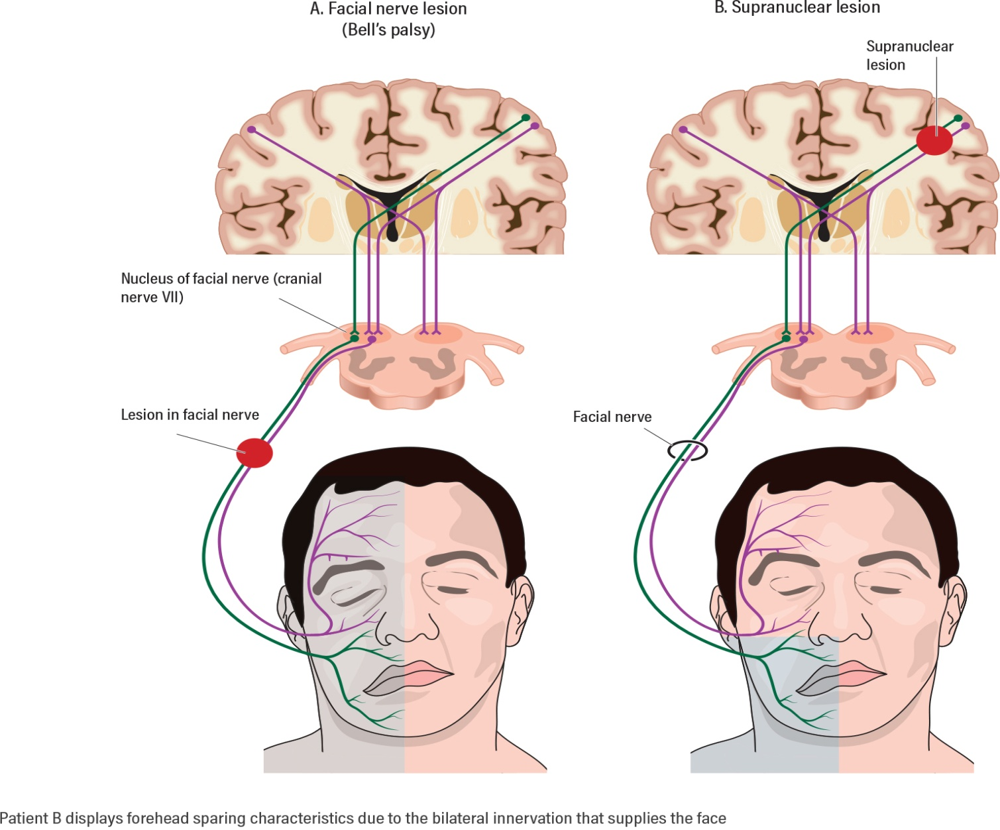 A. Facial nerve lesion
(Bell's palsy)
B. Supranuclear lesion
Supranuclear
lesion
Nucleus of facial nerve (cranial
nerve VII)
Lesion in facial nerve
Facial nerve
Patient B displays forehead sparing characteristics due to the bilateral innervation that supplies the face